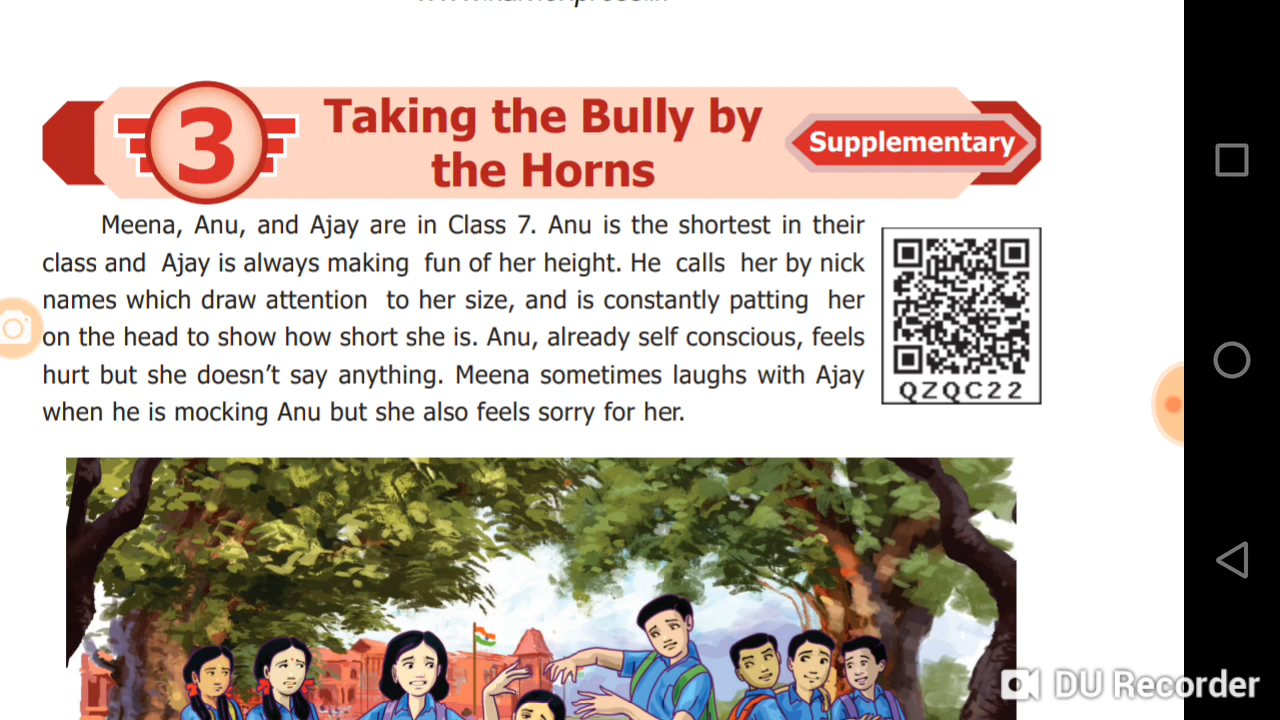 3
Taking the Bully by
the Horns
Supplementary
Meena, Anu, and Ajay are in Class 7. Anu is the shortest in their
class and Ajay is always making fun of her height. He calls her by nick
names which draw attention to her size, and is constantly patting her
on the head to show how short she is. Anu, already self conscious, feels
hurt but she doesn't say anything. Meena sometimes laughs with Ajay
when he is mocking Anu but she also feels sorry for her.
QZQC22
DU Recorder